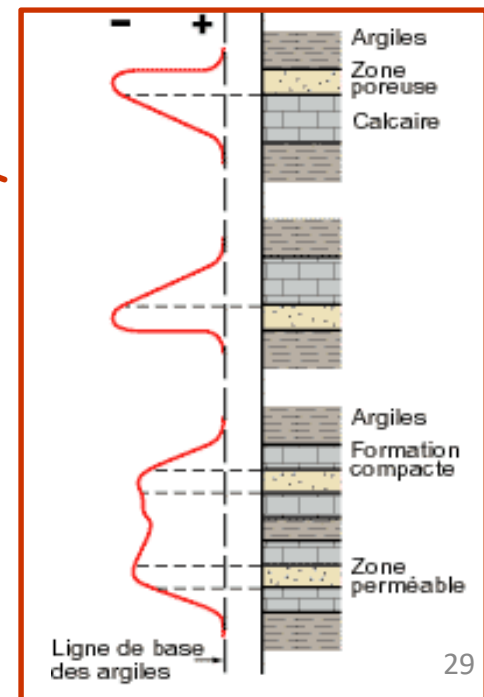 – +
Argiles
Zone
poreuse
Calcaire
Argiles
Formation
compacte
Zone
perméable
Ligne de base
des argiles
29